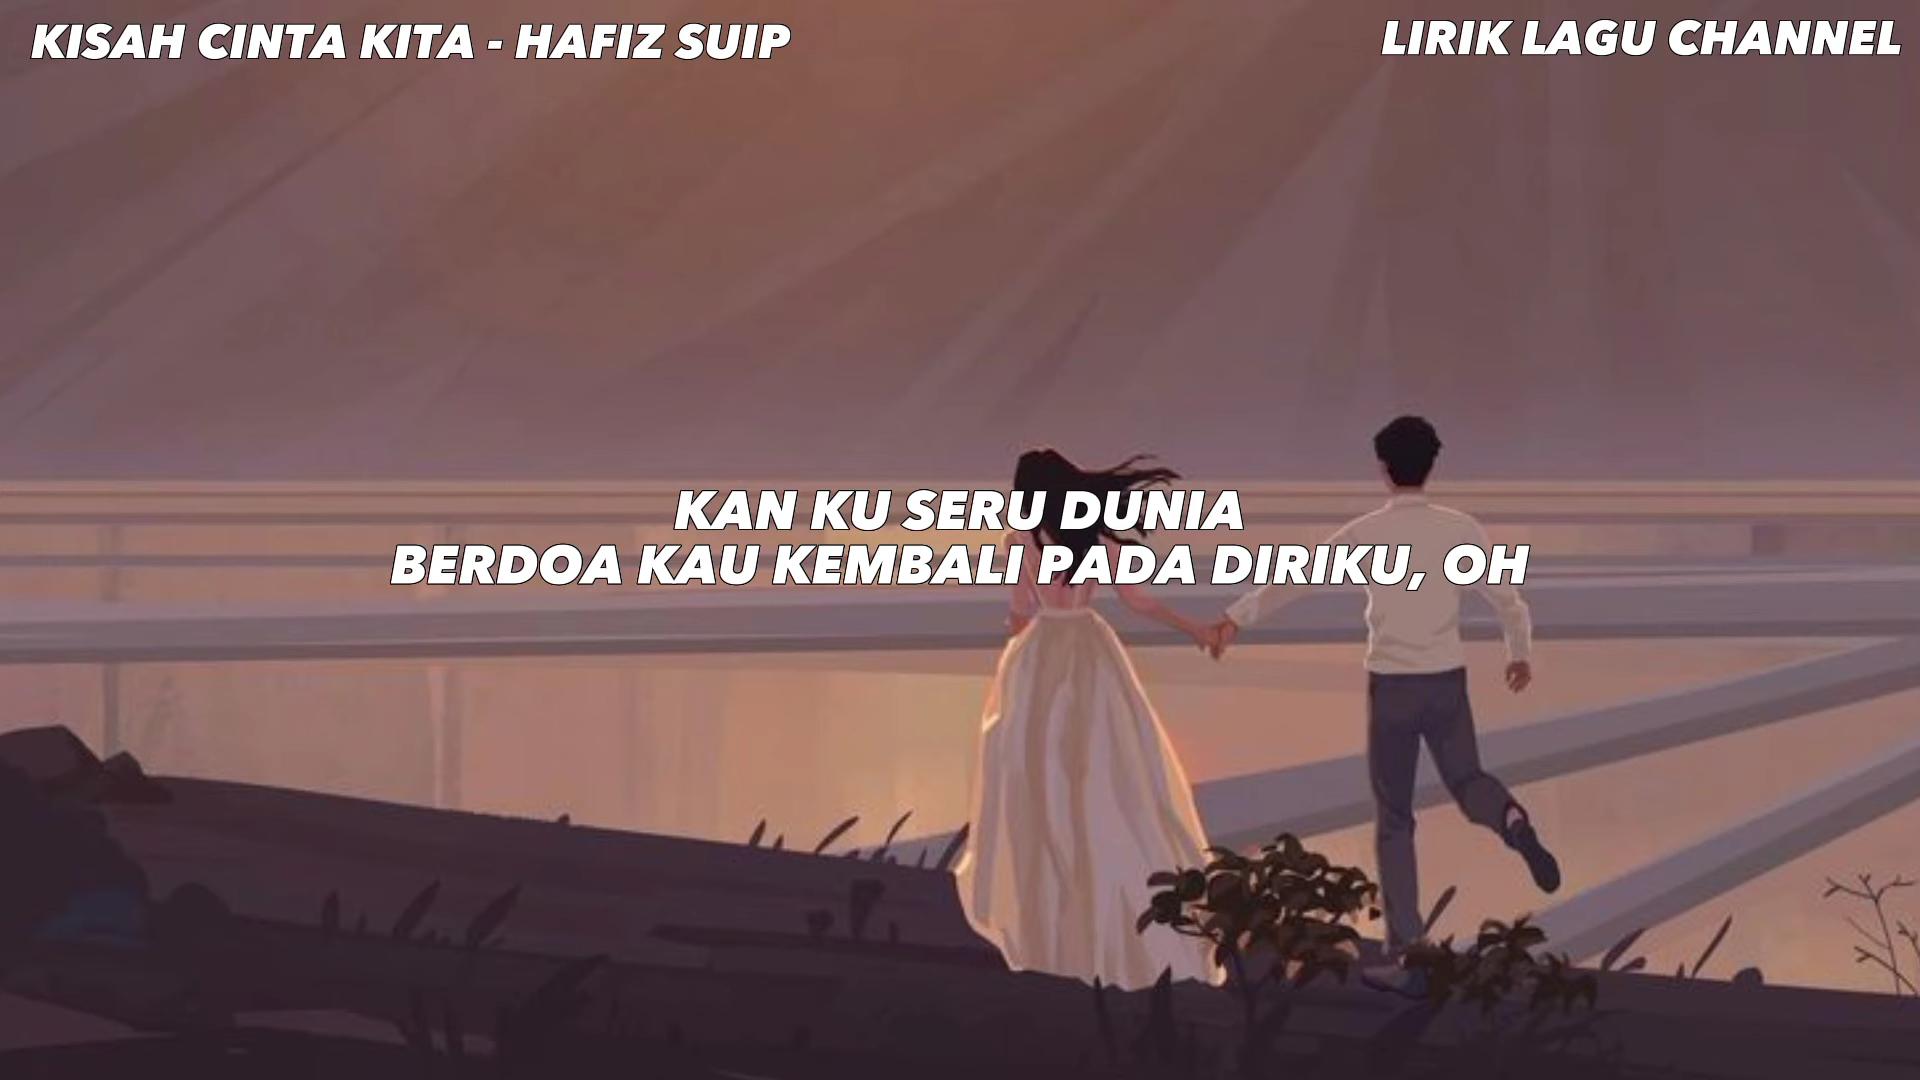 KISAH CINTA KITA - HAFIZ SUIP
LIRIK LAGU CHANNEL
KAN KU SERU DUNIA
BERDOA KAU KEMBALI PADA DIRIKU, OH